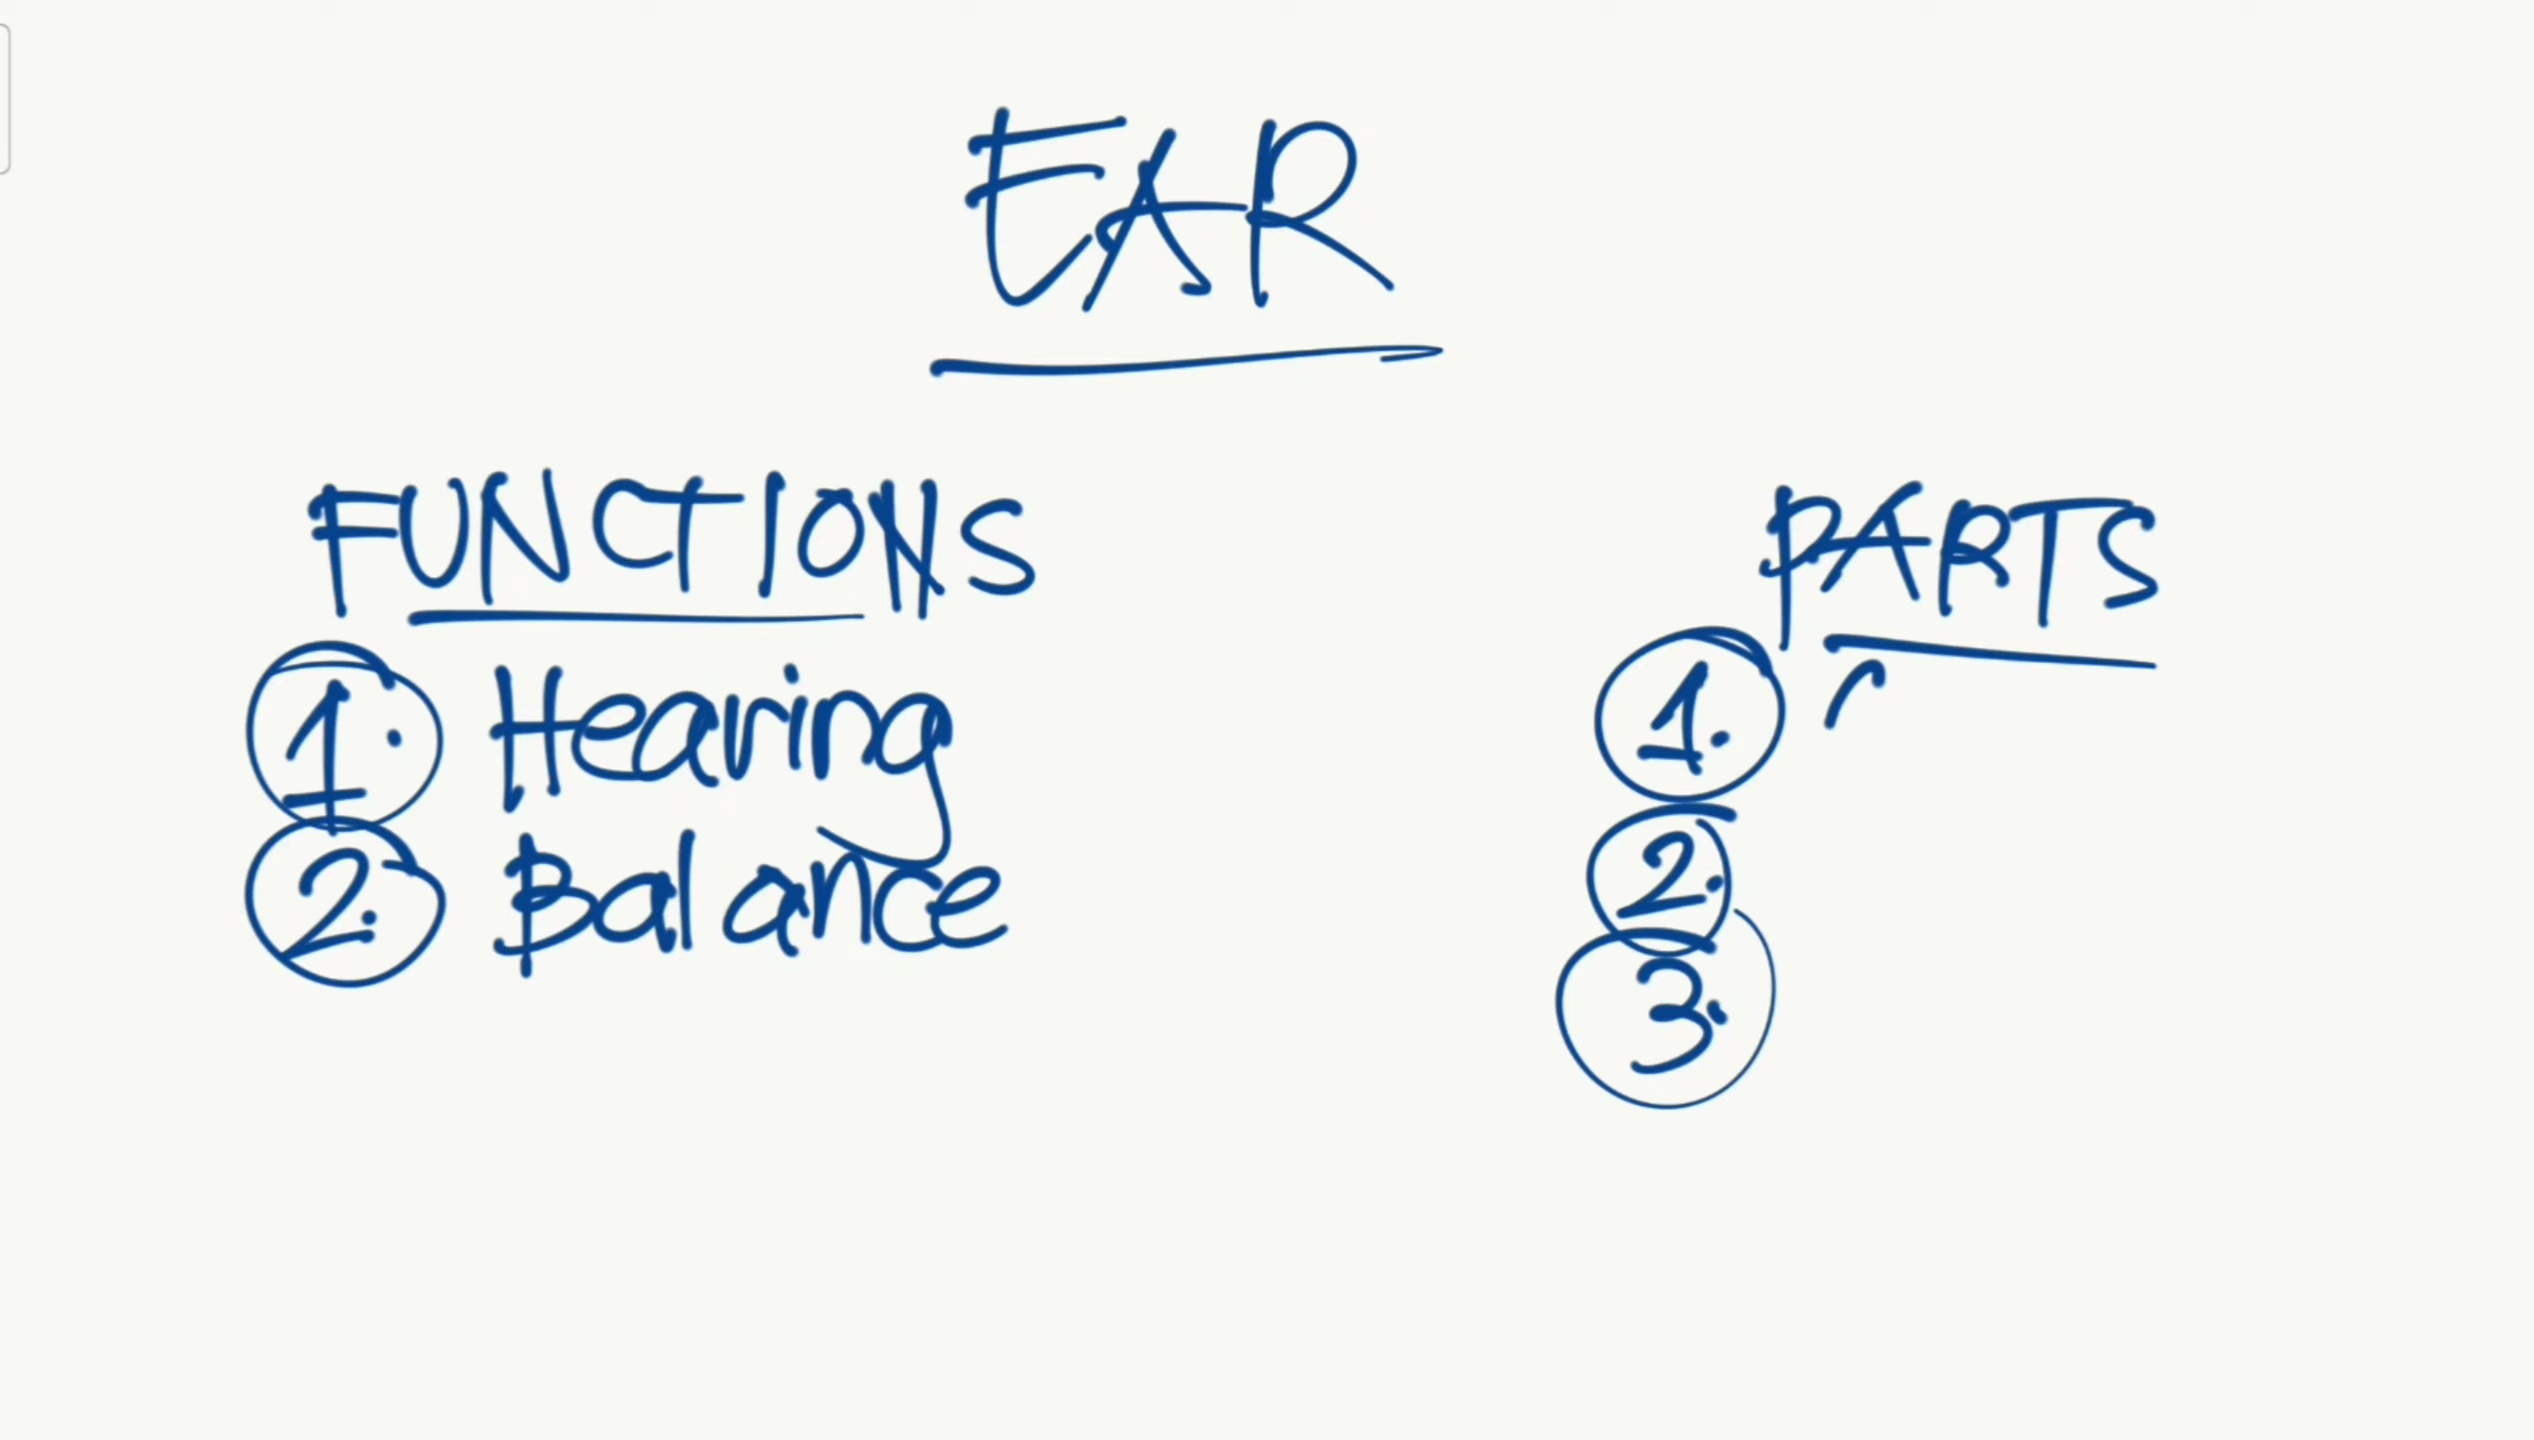 EAR
FUNCTIONS
1. Hearing
2. Balance
PARTS
1.
2.
3.